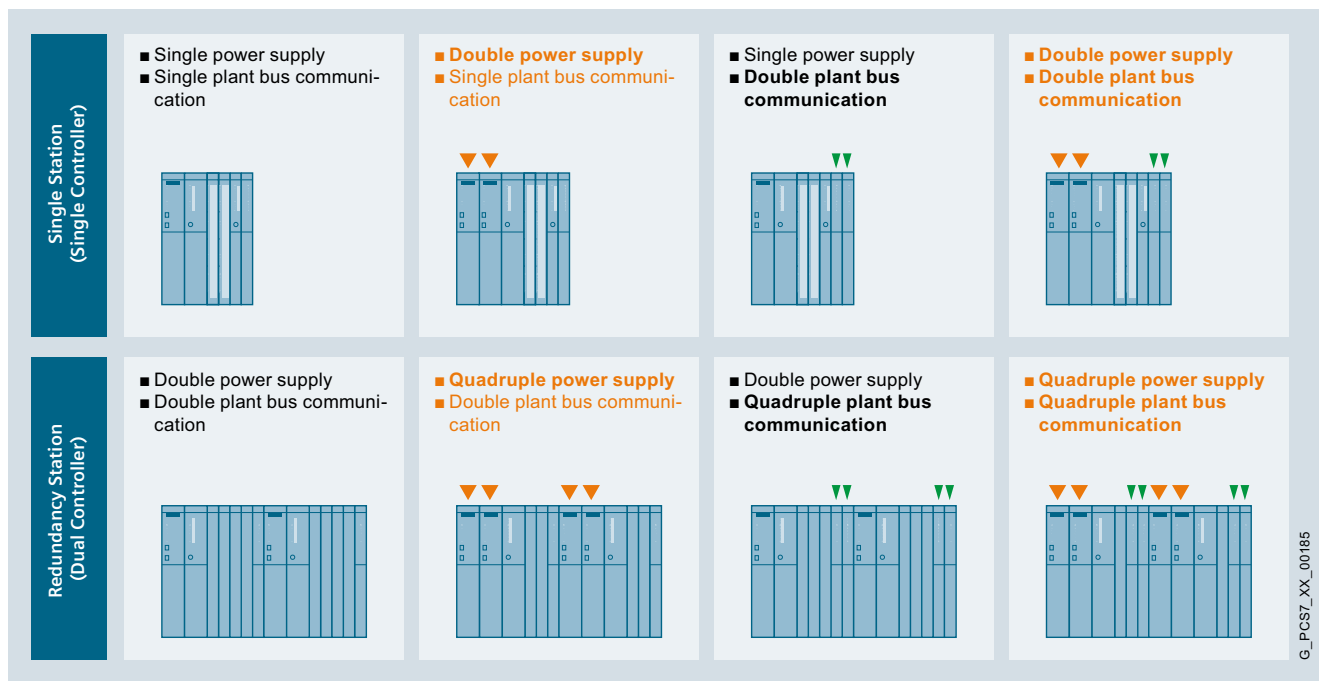 Single Station
(Single Controller)
■ Single power supply
■ Single plant bus communi-
cation
■ Double power supply
■ Single plant bus communi-
cation
■ Single power supply
■ Double plant bus
communication
■ Double power supply
■ Double plant bus
communication
Redundancy Station
(Dual Controller)
■ Double power supply
■ Double plant bus communi-
cation
■ Quadruple power supply
■ Double plant bus communi-
cation
■ Double power supply
■ Quadruple plant bus
communication
■ Quadruple power supply
■ Quadruple plant bus
communication
G_PCS7_XX_00185